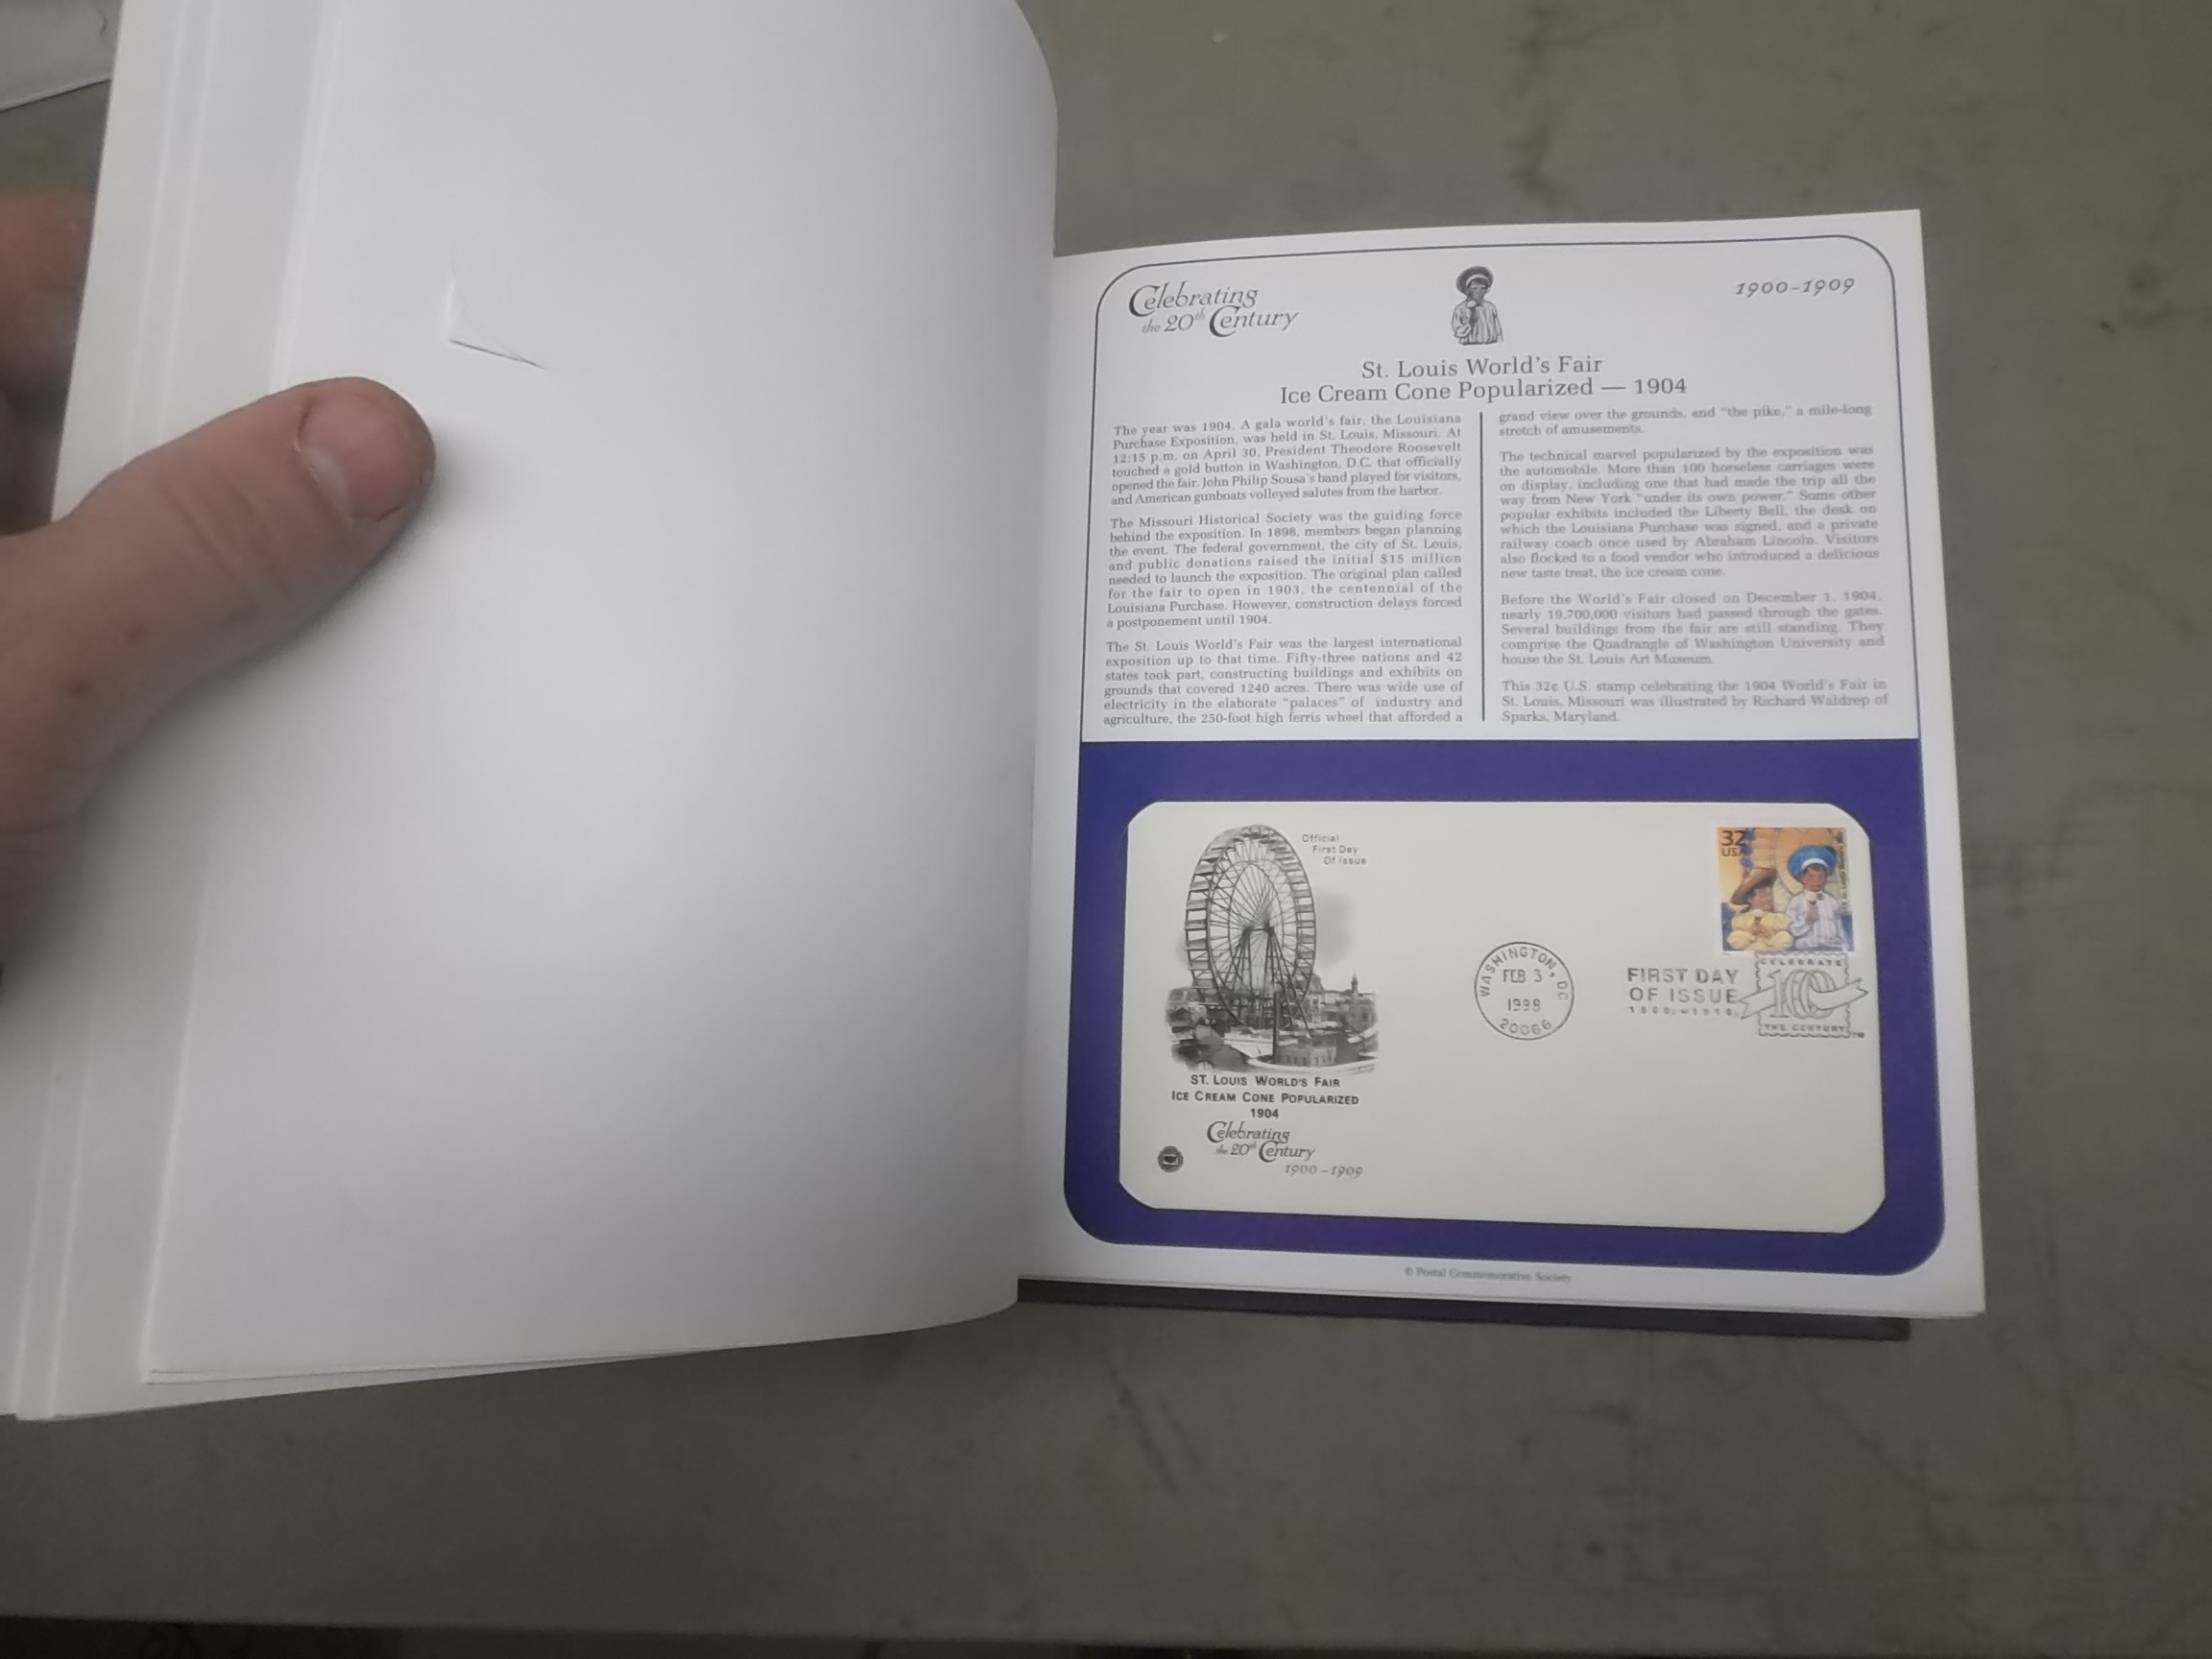 Celebrating
the 20th Century
1900-1909
St. Louis World's Fair
Ice Cream Cone Popularized — 1904
The year was 1904. A gala world's fair, the Louisiana
Purchase Exposition, was held in St. Louis, Missouri. At
12:15 p.m. on April 30, President Theodore Roosevelt
touched a gold button in Washington, D.C. that officially
opened the fair. John Philip Sousa's band played for visitors,
and American gunboats volleyed salutes from the harbor.
The Missouri Historical Society was the guiding force
behind the exposition. In 1898, members began planning
the event. The federal government, the city of St. Louis,
and public donations raised the initial $15 million
needed to launch the exposition. The original plan called
for the fair to open in 1903, the centennial of the
Louisiana Purchase. However, construction delays forced
a postponement until 1904.
The St. Louis World's Fair was the largest international
exposition up to that time. Fifty-three nations and 42
states took part, constructing buildings and exhibits on
grounds that covered 1240 acres. There was wide use of
electricity in the elaborate "palaces" of industry and
agriculture, the 250-foot high ferris wheel that afforded a
grand view over the grounds, and "the pike," a mile-long
stretch of amusements.
The technical marvel popularized by the exposition was
the automobile. More than 100 horseless carriages were
on display, including one that had made the trip all the
way from New York "under its own power." Some other
popular exhibits included the Liberty Bell, the desk on
which the Louisiana Purchase was signed, and a private
railway coach once used by Abraham Lincoln. Visitors
also flocked to a food vendor who introduced a delicious
new taste treat, the ice cream cone.
Before the World's Fair closed on December 1, 1904,
nearly 19,700,000 visitors had passed through the gates.
Several buildings from the fair are still standing. They
comprise the Quadrangle of Washington University and
house the St. Louis Art Museum.
This 32¢ U.S. stamp celebrating the 1904 World's Fair in
St. Louis, Missouri was illustrated by Richard Waldrep of
Sparks, Maryland.
Official
First Day
Of Issue
32
USA
WASHINGTON, DC
FEB 3
1998
20066
FIRST DAY
OF ISSUE
CELEBRATE
100
THE CENTURY
TM
ST. LOUIS WORLD'S FAIR
ICE CREAM CONE POPULARIZED
1904
Celebrating
the 20th Century
1900-1909
© Postal Commemorative Society